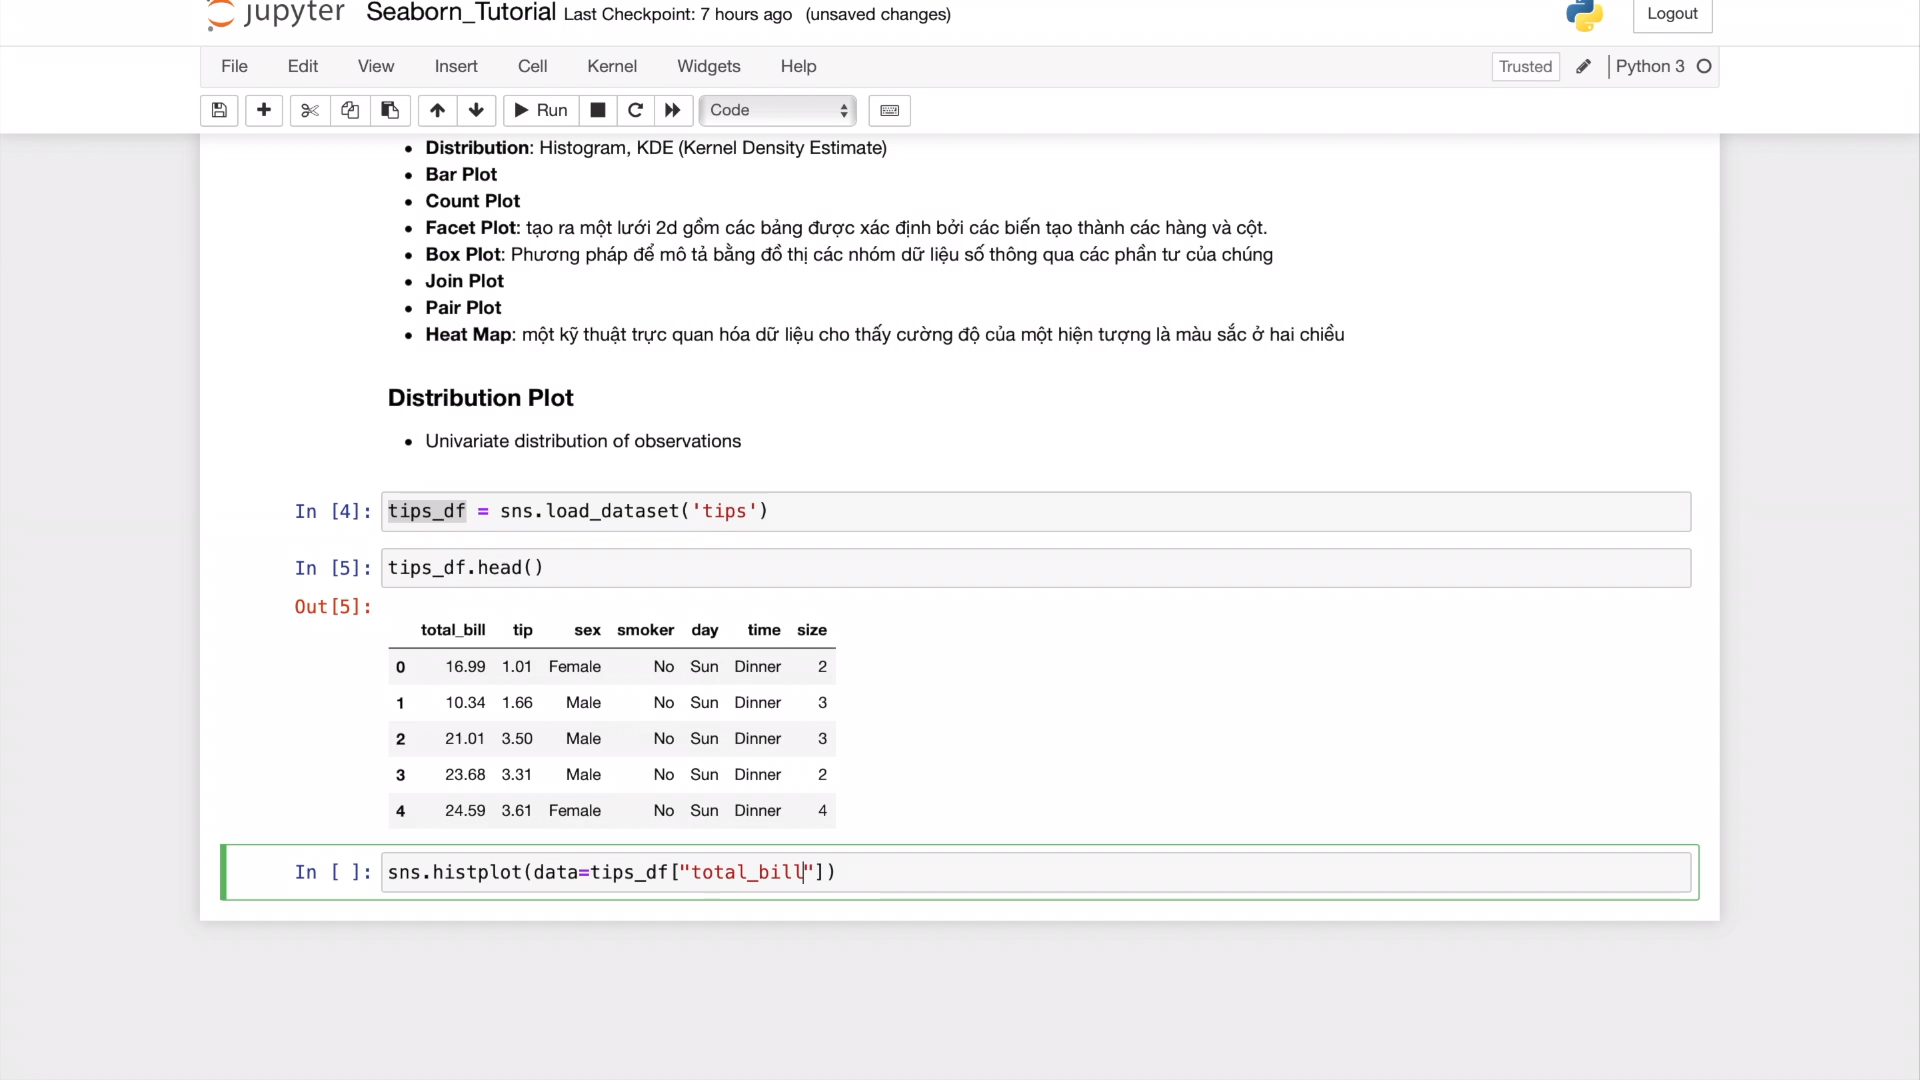 jupyter Seaborn_Tutorial Last Checkpoint: 7 hours ago (unsaved changes) Logout
File Edit View Insert Cell Kernel Widgets Help Trusted Python 3
Run Code
• Distribution: Histogram, KDE (Kernel Density Estimate)
• Bar Plot
• Count Plot
• Facet Plot: tạo ra một lưới 2d gồm các bảng được xác định bởi các biến tạo thành các hàng và cột.
• Box Plot: Phương pháp để mô tả bằng đồ thị các nhóm dữ liệu số thông qua các phần tư của chúng
• Join Plot
• Pair Plot
• Heat Map: một kỹ thuật trực quan hóa dữ liệu cho thấy cường độ của một hiện tượng là màu sắc ở hai chiều
Distribution Plot
• Univariate distribution of observations
In [4]: tips_df = sns.load_dataset('tips')
In [5]: tips_df.head()
Out[5]:
total_bill tip sex smoker day time size
0 16.99 1.01 Female No Sun Dinner 2
1 10.34 1.66 Male No Sun Dinner 3
2 21.01 3.50 Male No Sun Dinner 3
3 23.68 3.31 Male No Sun Dinner 2
4 24.59 3.61 Female No Sun Dinner 4
In [ ]: sns.histplot(data=tips_df["total_bill"])